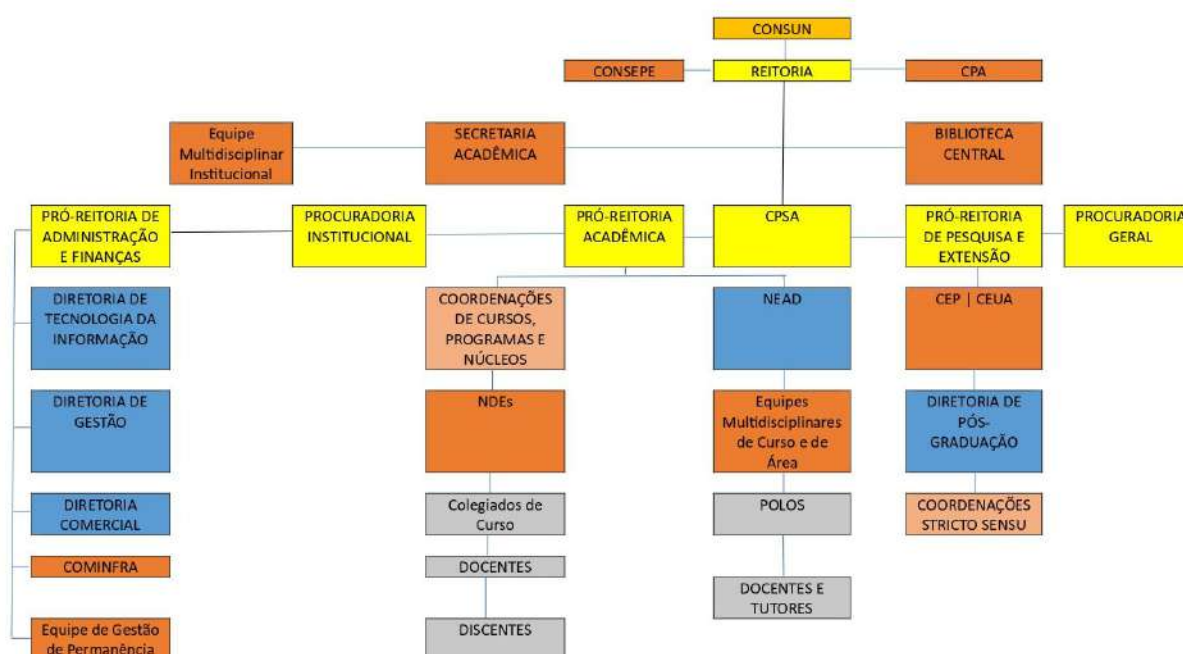 CONSUN
CONSEPE
REITORIA
CPA
Equipe
Multidisciplinar
Institucional
SECRETARIA
ACADÊMICA
BIBLIOTECA
CENTRAL
PRÓ-REITORIA DE
ADMINISTRAÇÃO
E FINANÇAS
PROCURADORIA
INSTITUCIONAL
PRÓ-REITORIA
ACADÊMICA
CPSA
PRÓ-REITORIA
DE PESQUISA E
EXTENSÃO
PROCURADORIA
GERAL
DIRETORIA DE
TECNOLOGIA DA
INFORMAÇÃO
COORDENAÇÕES
DE CURSOS,
PROGRAMAS E
NÚCLEOS
NEAD
CEP | CEUA
DIRETORIA DE
GESTÃO
NDEs
Equipes
Multidisciplinares
de Curso e de
Área
DIRETORIA DE
PÓS-
GRADUAÇÃO
DIRETORIA
COMERCIAL
Colegiados de
Curso
POLOS
COORDENAÇÕES
STRICTO SENSU
COMINFRA
DOCENTES
DOCENTES E
TUTORES
Equipe de Gestão
de Permanência
DISCENTES